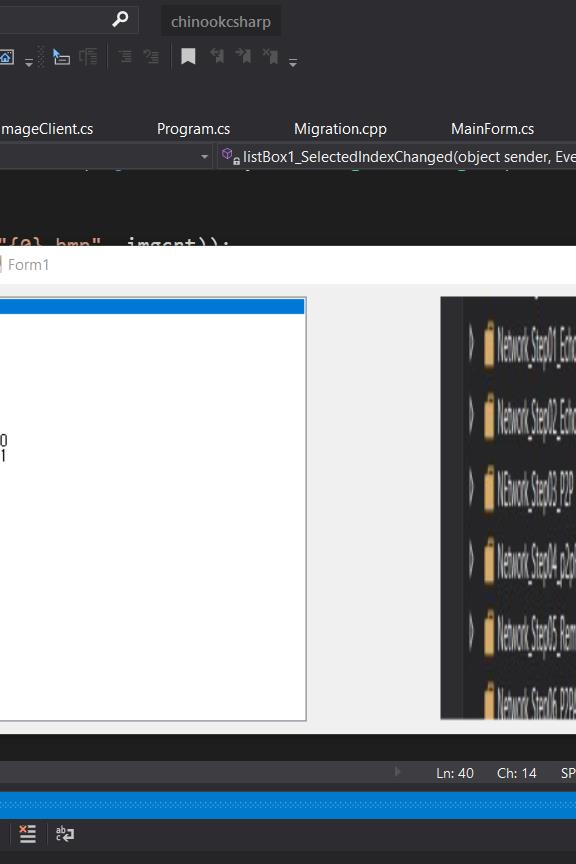 chinookcsharp
mageClient.cs Program.cs Migration.cpp MainForm.cs
listBox1_SelectedIndexChanged(object sender, Eve
"{0}.bmp", imgcnt));
Form1
0
1
Network_Step01_Echo
Network_Step02_Echo
NEtwork_Step03_P2P
Network_Step04_p2p
Network_Step05_Rem
Network_Step06_P2P
Ln: 40 Ch: 14 SP